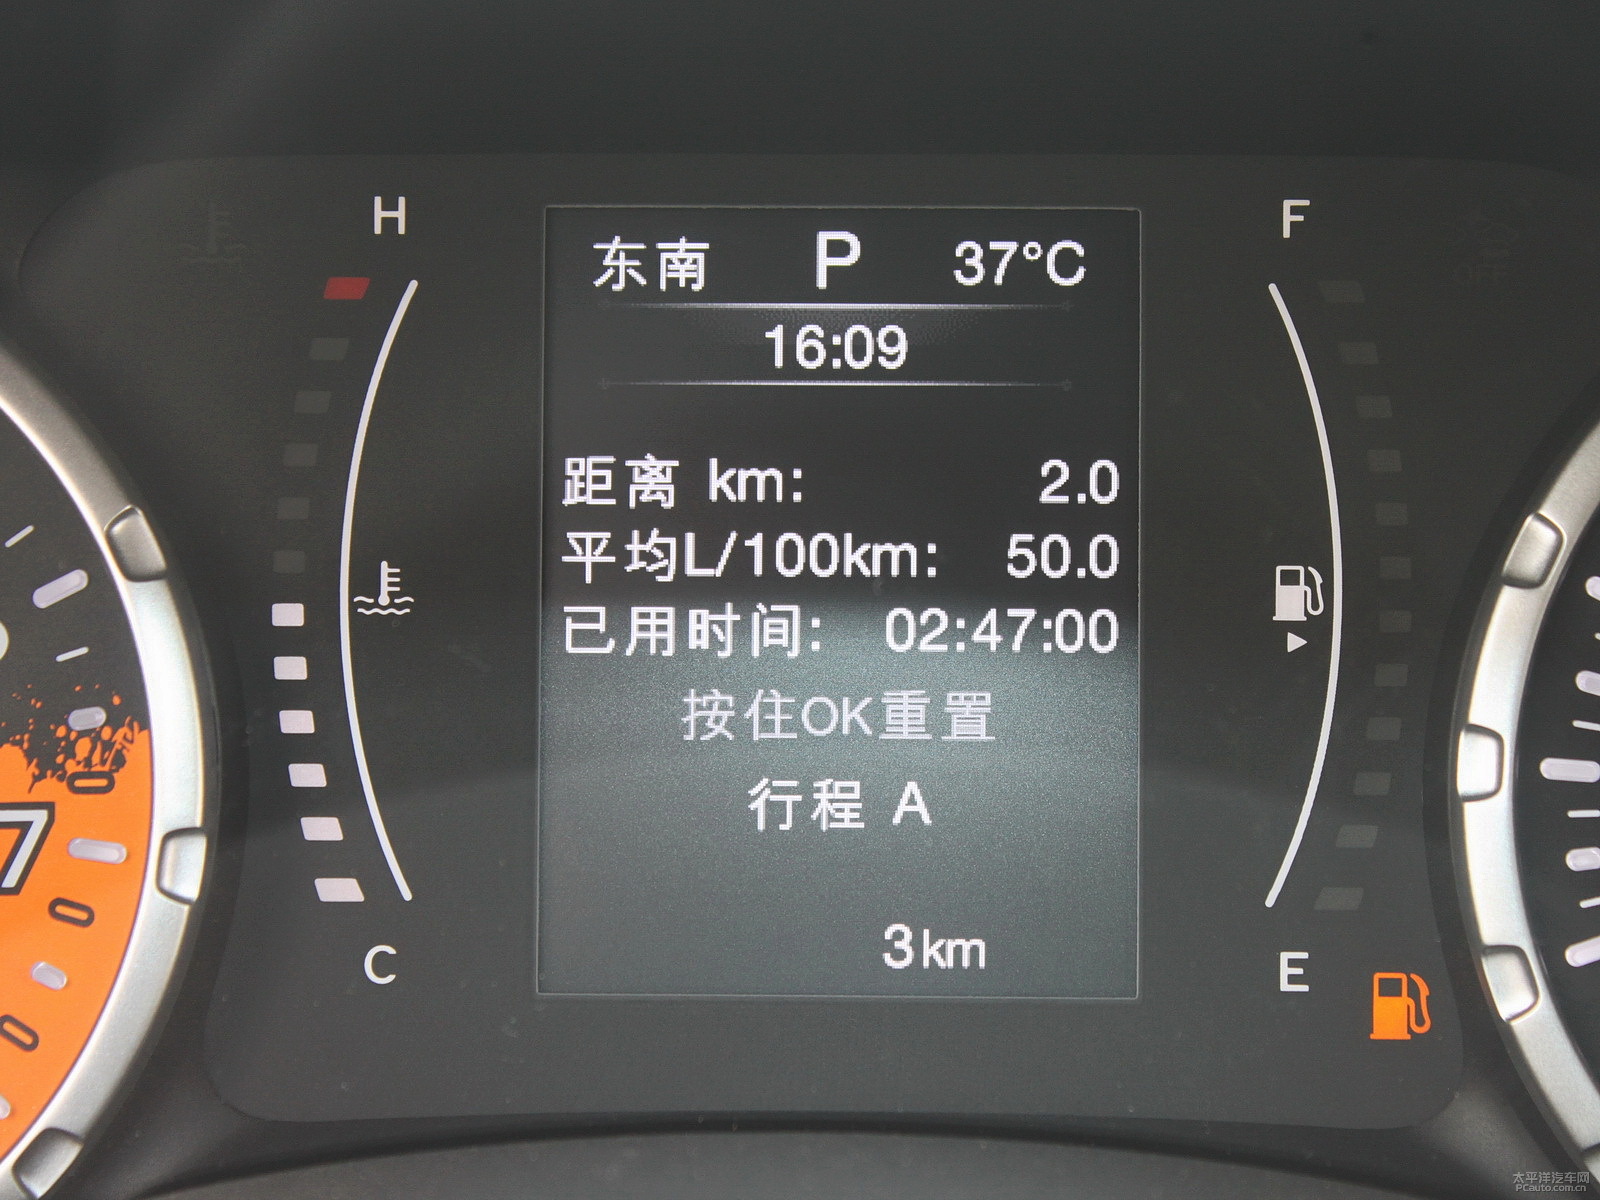 H
F
东南 P 37°C
16:09
距离 km: 2.0
平均L/100km: 50.0
已用时间: 02:47:00
按住OK重置
行程 A
7
3km
C
E
太平洋汽车网
PCauto.com.cn